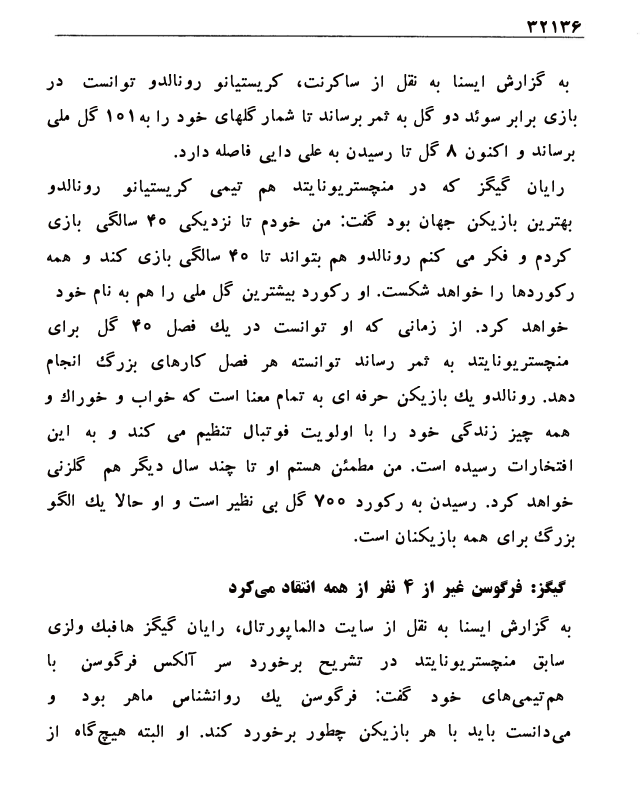 ۳۲۱۳۶
به گزارش ایسنا به نقل از ساکرنت، کریستیانو رونالدو توانست در
بازی برابر سوئد دو گل به ثمر برساند تا شمار گلهای خود را به ۱۰۱ گل ملی
برساند و اکنون ۸ گل تا رسیدن به علی دایی فاصله دارد.
رایان گیگز که در منچستریونایتد هم تیمی کریستیانو رونالدو
بهترین بازیکن جهان بود گفت: من خودم تا نزدیکی ۴۰ سالگی بازی
کردم و فکر می کنم رونالدو هم بتواند تا ۴۰ سالگی بازی کند و همه
رکوردها را خواهد شکست. او رکورد بیشترین گل ملی را هم به نام خود
خواهد کرد. از زمانی که او توانست در یک فصل ۴۰ گل برای
منچستریونایتد به ثمر رساند توانسته هر فصل کارهای بزرگ انجام
دهد. رونالدو یک بازیکن حرفه ای به تمام معنا است که خواب و خوراک و
همه چیز زندگی خود را با اولویت فوتبال تنظیم می کند و به این
افتخارات رسیده است. من مطمئن هستم او تا چند سال دیگر هم گلزنی
خواهد کرد. رسیدن به رکورد ۷۰۰ گل بی نظیر است و او حالا یک الگو
بزرگ برای همه بازیکنان است.
گیگز: فرگوسن غیر از ۴ نفر از همه انتقاد می‌کرد
به گزارش ایسنا به نقل از سایت دالماپورتال، رایان گیگز هافبک ولزی
سابق منچستریونایتد در تشریح برخورد سر آلکس فرگوسن با
هم‌تیمی‌های خود گفت: فرگوسن یک روانشناس ماهر بود و
می‌دانست باید با هر بازیکن چطور برخورد کند. او البته هیچ‌گاه از